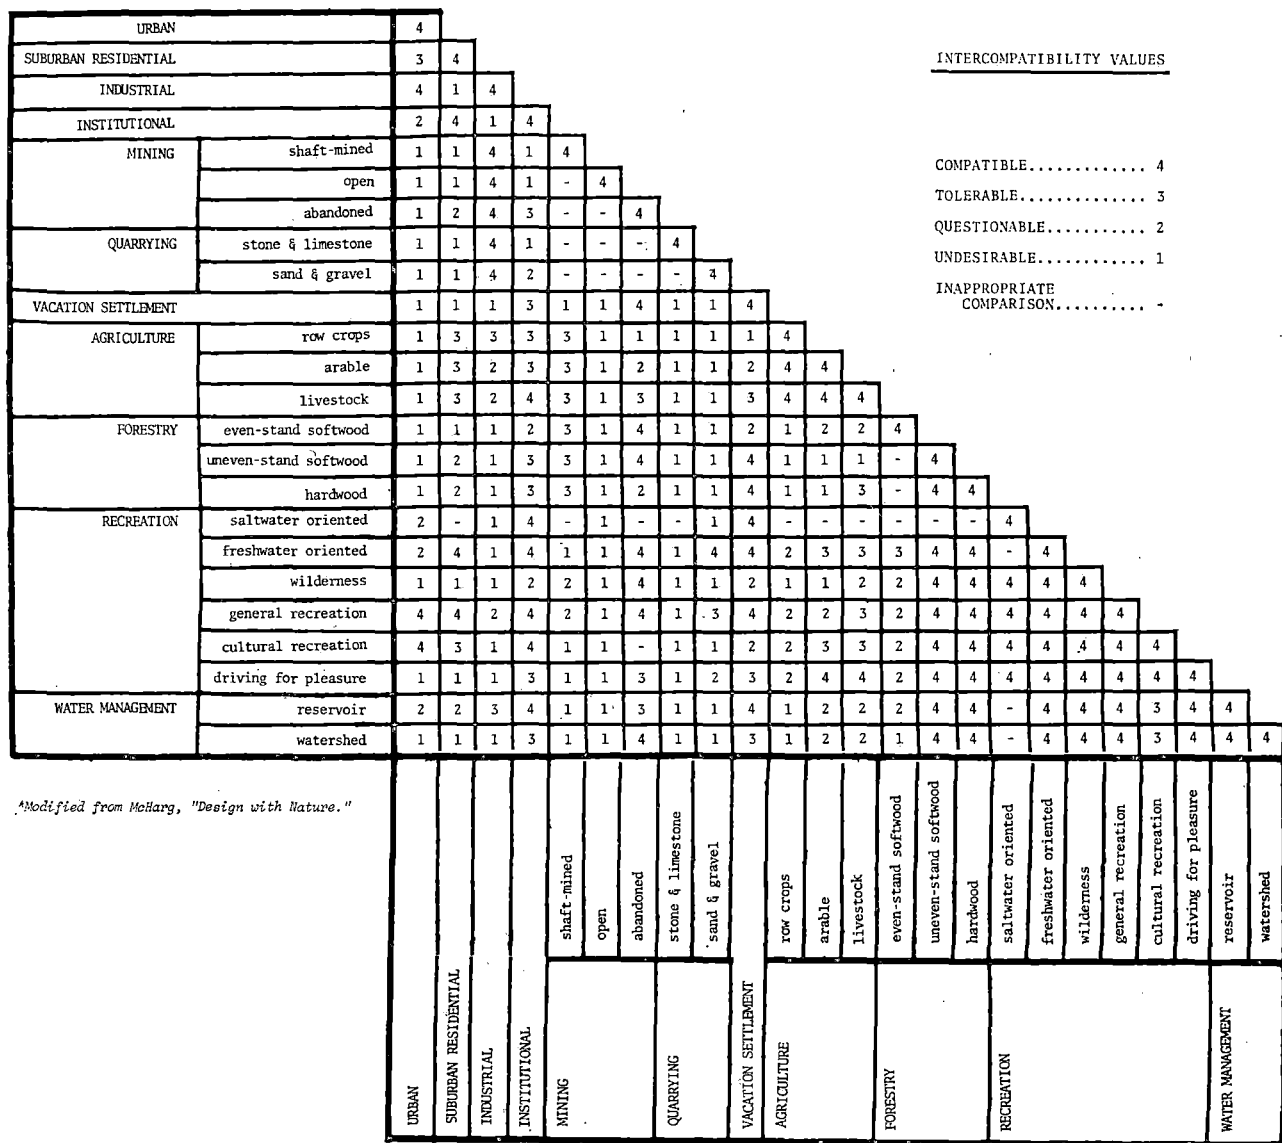 URBAN 4
SUBURBAN RESIDENTIAL 3 4
INTERCOMPATIBILITY VALUES
INDUSTRIAL 4 1 4
INSTITUTIONAL 2 4 1 4
MINING shaft-mined 1 1 4 1 4
COMPATIBLE............. 4
open 1 1 4 1 - 4
TOLERABLE.............. 3
abandoned 1 2 4 3 - - 4
QUESTIONABLE........... 2
QUARRYING stone & limestone 1 1 4 1 - - - 4
UNDESIRABLE............ 1
sand & gravel 1 1 4 2 - - - - 4
INAPPROPRIATE
COMPARISON.......... -
VACATION SETTLEMENT 1 1 1 3 1 1 4 1 1 4
AGRICULTURE row crops 1 3 3 3 3 1 1 1 1 1 4
arable 1 3 2 3 3 1 2 1 1 2 4 4
livestock 1 3 2 4 3 1 3 1 1 3 4 4 4
FORESTRY even-stand softwood 1 1 1 2 3 1 4 1 1 2 1 2 2 4
uneven-stand softwood 1 2 1 3 3 1 4 1 1 4 1 1 1 - 4
hardwood 1 2 1 3 3 1 2 1 1 4 1 1 3 - 4 4
RECREATION saltwater oriented 2 - 1 4 - 1 - - 1 4 - - - - - - 4
freshwater oriented 2 4 1 4 1 1 4 1 4 4 2 3 3 3 4 4 - 4
wilderness 1 1 1 2 2 1 4 1 1 2 1 1 2 2 4 4 4 4 4
general recreation 4 4 2 4 2 1 4 1 3 4 2 2 3 2 4 4 4 4 4 4
cultural recreation 4 3 1 4 1 1 - 1 1 2 2 3 3 2 4 4 4 4 4 4 4
driving for pleasure 1 1 1 3 1 1 3 1 2 3 2 4 4 2 4 4 4 4 4 4 4 4
WATER MANAGEMENT reservoir 2 2 3 4 1 1 3 1 1 4 1 2 2 2 4 4 - 4 4 4 3 4 4
watershed 1 1 1 3 1 1 4 1 1 3 1 2 2 1 4 4 - 4 4 4 3 4 4 4
*Modified from McHarg, "Design with Nature."
URBAN
SUBURBAN RESIDENTIAL
INDUSTRIAL
INSTITUTIONAL
MINING
shaft-mined
open
abandoned
QUARRYING
stone & limestone
sand & gravel
VACATION SETTLEMENT
AGRICULTURE
row crops
arable
livestock
FORESTRY
even-stand softwood
uneven-stand softwood
hardwood
RECREATION
saltwater oriented
freshwater oriented
wilderness
general recreation
cultural recreation
driving for pleasure
WATER MANAGEMENT
reservoir
watershed